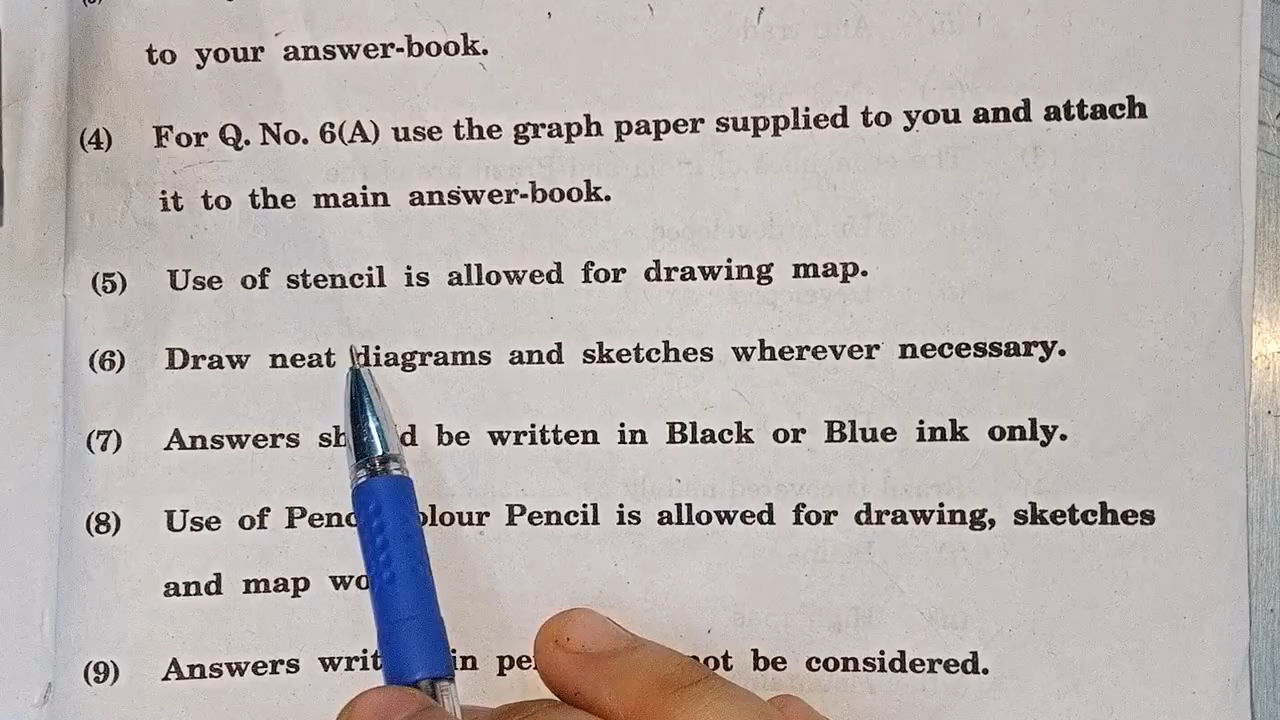 to your answer-book.
(4) For Q. No. 6(A) use the graph paper supplied to you and attach
it to the main answer-book.
(5) Use of stencil is allowed for drawing map.
(6) Draw neat diagrams and sketches wherever necessary.
(7) Answers be written in Black or Blue ink only.
(8) Use of Pencil is allowed for drawing, sketches
and map
(9) Answers in be considered.